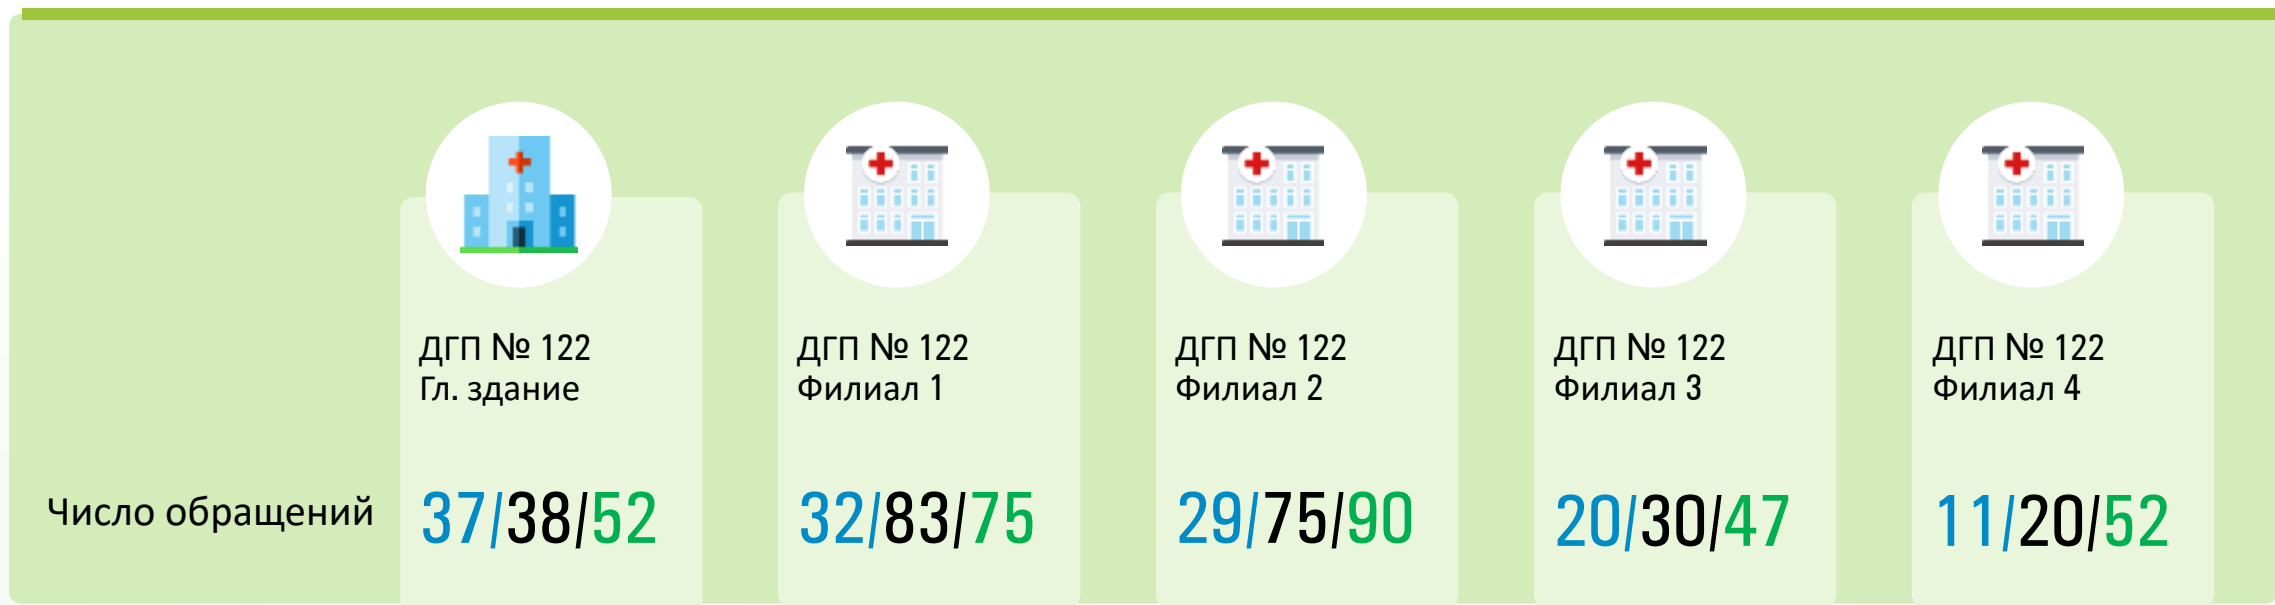 ДГП № 122
Гл. здание
ДГП № 122
Филиал 1
ДГП № 122
Филиал 2
ДГП № 122
Филиал 3
ДГП № 122
Филиал 4
Число обращений
37/38/52
32/83/75
29/75/90
20/30/47
11/20/52